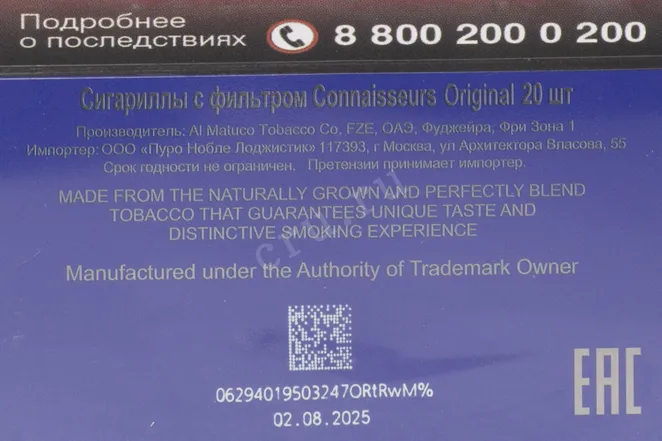 Подробнее
о последствиях
8 800 200 0 200
Сигариллы с фильтром Connaisseurs Original 20 шт
Производитель: Al Matuco Tobacco Co, FZE, ОАЭ, Фуджейра, Фри Зона 1
Импортер: ООО «Пуро Нобле Лоджистик» 117393, г Москва, ул Архитектора Власова, 55
Срок годности не ограничен. Претензии принимает импортер.
MADE FROM THE NATURALLY GROWN AND PERFECTLY BLEND
TOBACCO THAT GUARANTEES UNIQUE TASTE AND
DISTINCTIVE SMOKING EXPERIENCE
Manufactured under the Authority of Trademark Owner
06294019503247ORtRwM%
02.08.2025
EAC